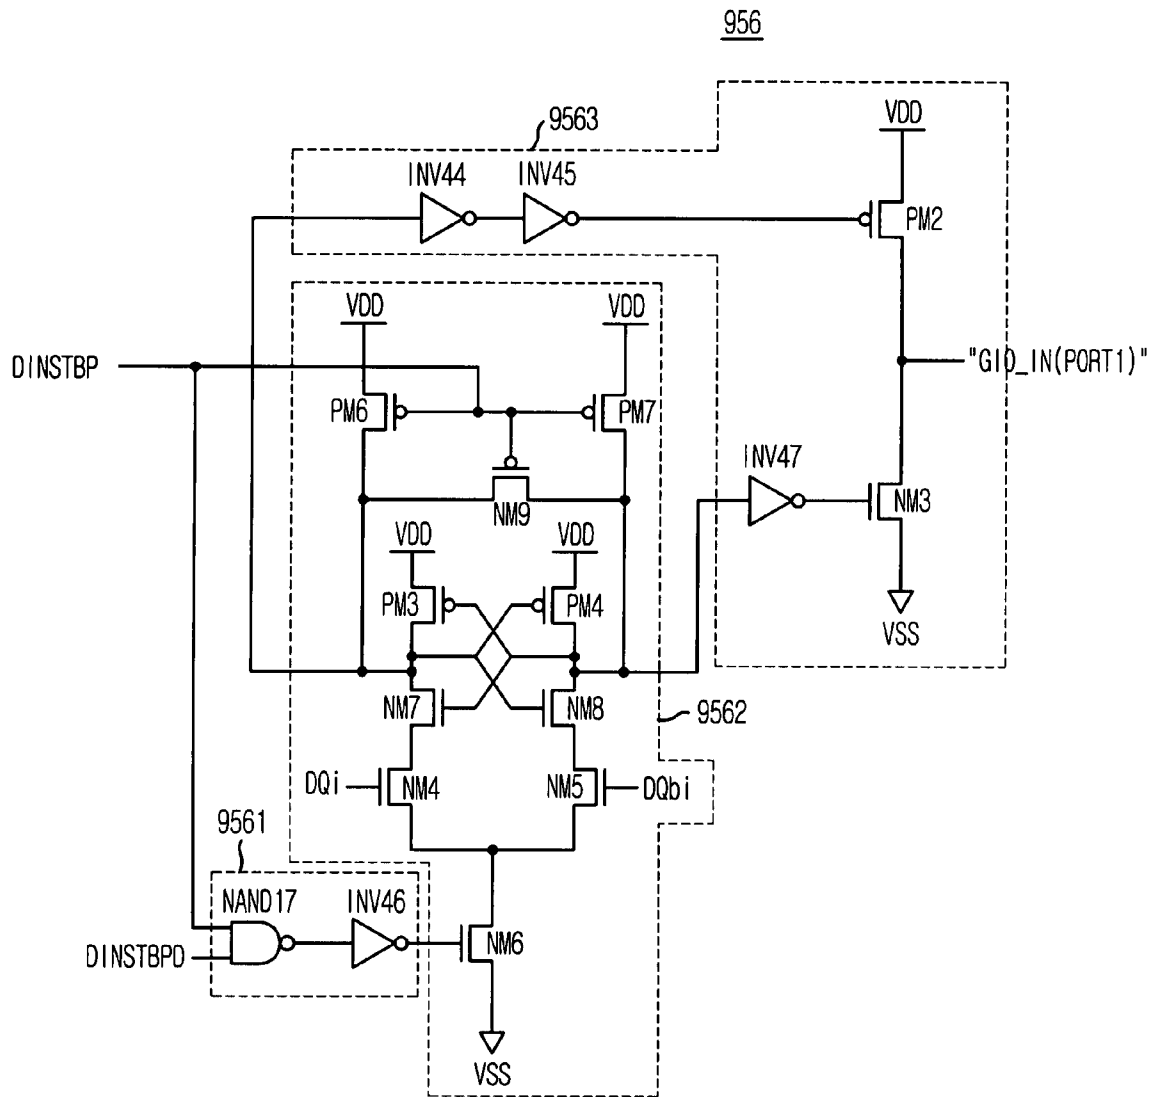 956
9563
VDD
INV44
INV45
PM2
VDD
VDD
DINSTBP
"GIO_IN(PORT1)"
PM6
PM7
INV47
NM9
NM3
VDD
VDD
PM3
PM4
VSS
NM7
NM8
9562
DQi
NM4
NM5
DQbi
9561
NAND17
INV46
NM6
DINSTBPD
VSS